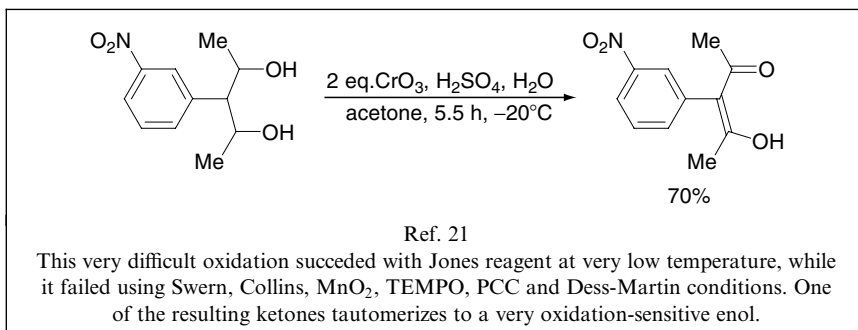 O₂N
Me
OH
OH
Me
2 eq.CrO₃, H₂SO₄, H₂O
acetone, 5.5 h, –20°C
O₂N
Me
O
OH
Me
70%
Ref. 21
This very difficult oxidation succeded with Jones reagent at very low temperature, while
it failed using Swern, Collins, MnO₂, TEMPO, PCC and Dess-Martin conditions. One
of the resulting ketones tautomerizes to a very oxidation-sensitive enol.